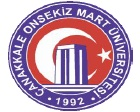 ÇANAKKALE ONSEKİZ MART ÜNİVERSİTESİ
• 1992 •